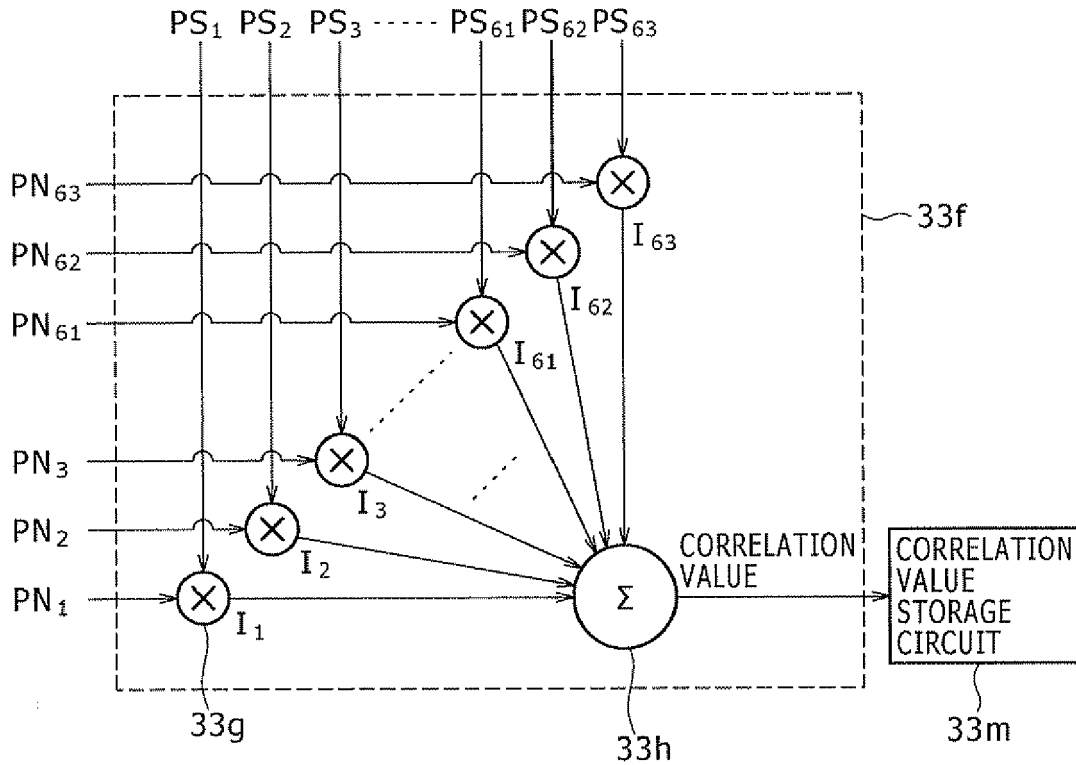 PS₁ PS₂ PS₃ PS₆₁ PS₆₂ PS₆₃
PN₆₃
33f
I₆₃
PN₆₂
I₆₂
PN₆₁
I₆₁
PN₃
I₃
PN₂
I₂
CORRELATION
VALUE
CORRELATION
VALUE
STORAGE
CIRCUIT
PN₁
I₁
Σ
33g
33h
33m